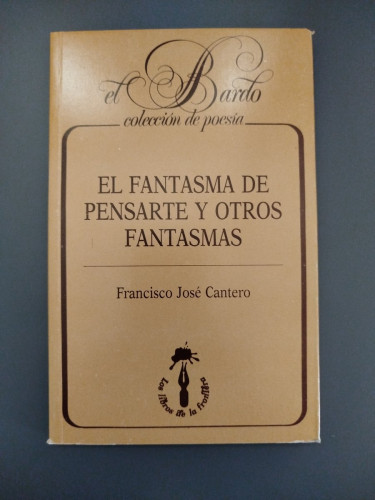 el Bardo
colección de poesía
EL FANTASMA DE
PENSARTE Y OTROS
FANTASMAS
Francisco José Cantero
Los libros de la frontera